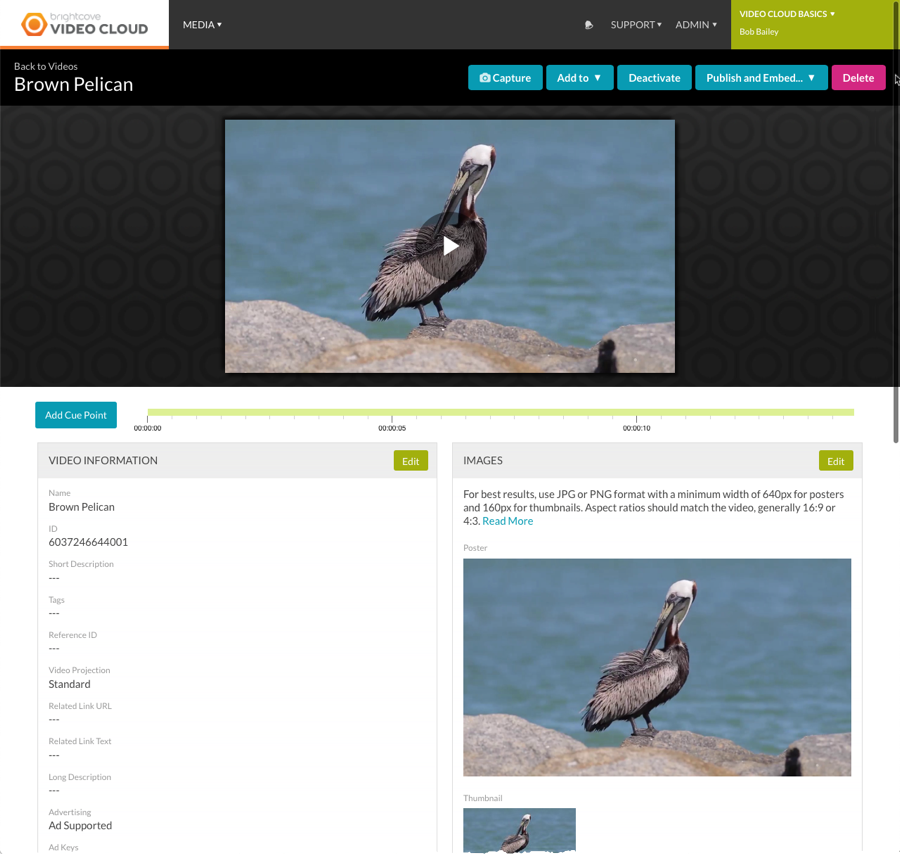 brightcove
VIDEO CLOUD
MEDIA
SUPPORT
ADMIN
VIDEO CLOUD BASICS
Bob Bailey
Back to Videos
Brown Pelican
Capture
Add to
Deactivate
Publish and Embed...
Delete
Add Cue Point
00:00:00
00:00:05
00:00:10
VIDEO INFORMATION
Edit
Name
Brown Pelican
ID
6037246644001
Short Description
---
Tags
---
Reference ID
---
Video Projection
Standard
Related Link URL
---
Related Link Text
---
Long Description
---
Advertising
Ad Supported
Ad Keys
IMAGES
Edit
For best results, use JPG or PNG format with a minimum width of 640px for posters
and 160px for thumbnails. Aspect ratios should match the video, generally 16:9 or
4:3. Read More
Poster
Thumbnail